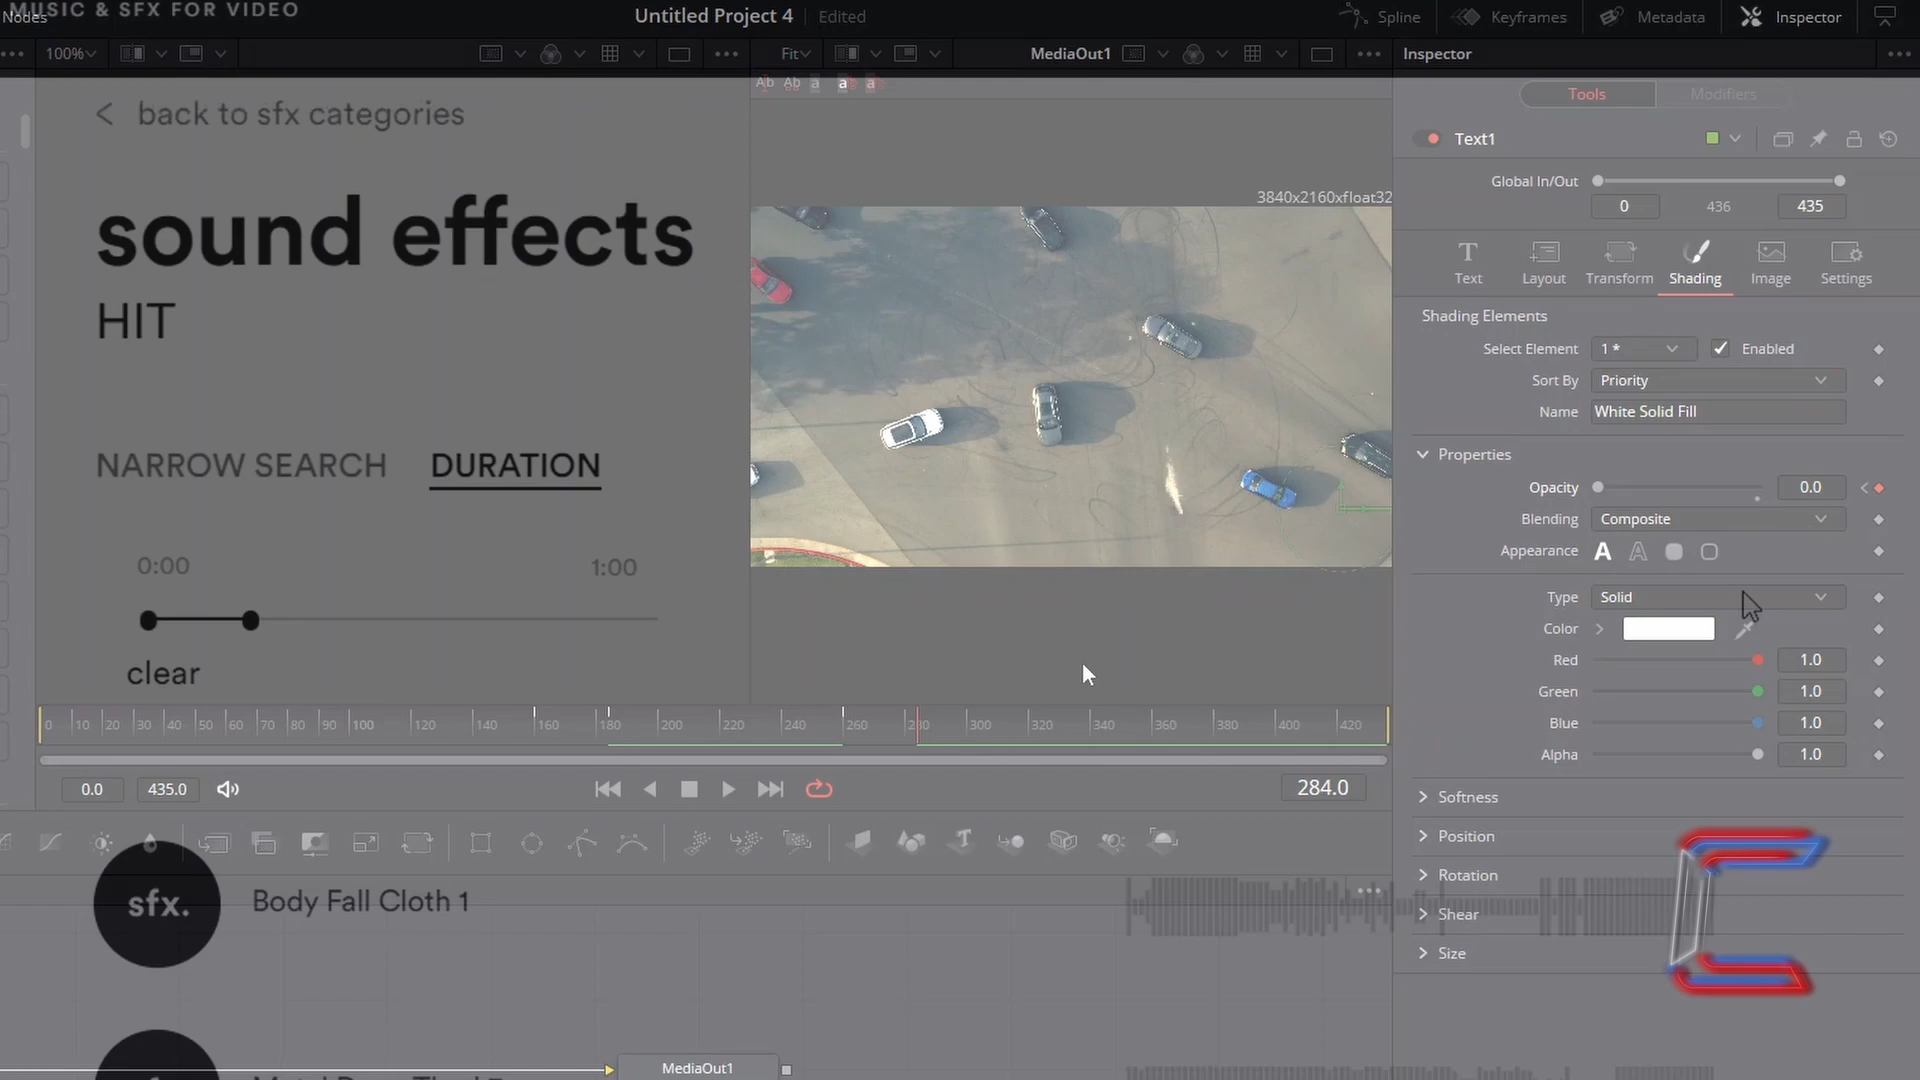 MUSIC & SFX FOR VIDEO
Nodes
Untitled Project 4 Edited
Spline Keyframes Metadata Inspector
100% Fit MediaOut1 Inspector
Ab Ab a a a
Tools Modifiers
< back to sfx categories
Text1
Global In/Out
0 436 435
3840x2160xfloat32
sound effects
HIT
Text Layout Transform Shading Image Settings
Shading Elements
Select Element 1 * Enabled
Sort By Priority
Name White Solid Fill
NARROW SEARCH DURATION
Properties
Opacity 0.0
Blending Composite
Appearance A A
0:00 1:00
Type Solid
Color
clear
Red 1.0
Green 1.0
Blue 1.0
Alpha 1.0
0 10 20 30 40 50 60 70 80 90 100 120 140 160 180 200 220 240 260 280 300 320 340 360 380 400 420
0.0 435.0 284.0
Softness
Position
Rotation
Shear
Size
sfx. Body Fall Cloth 1
MediaOut1